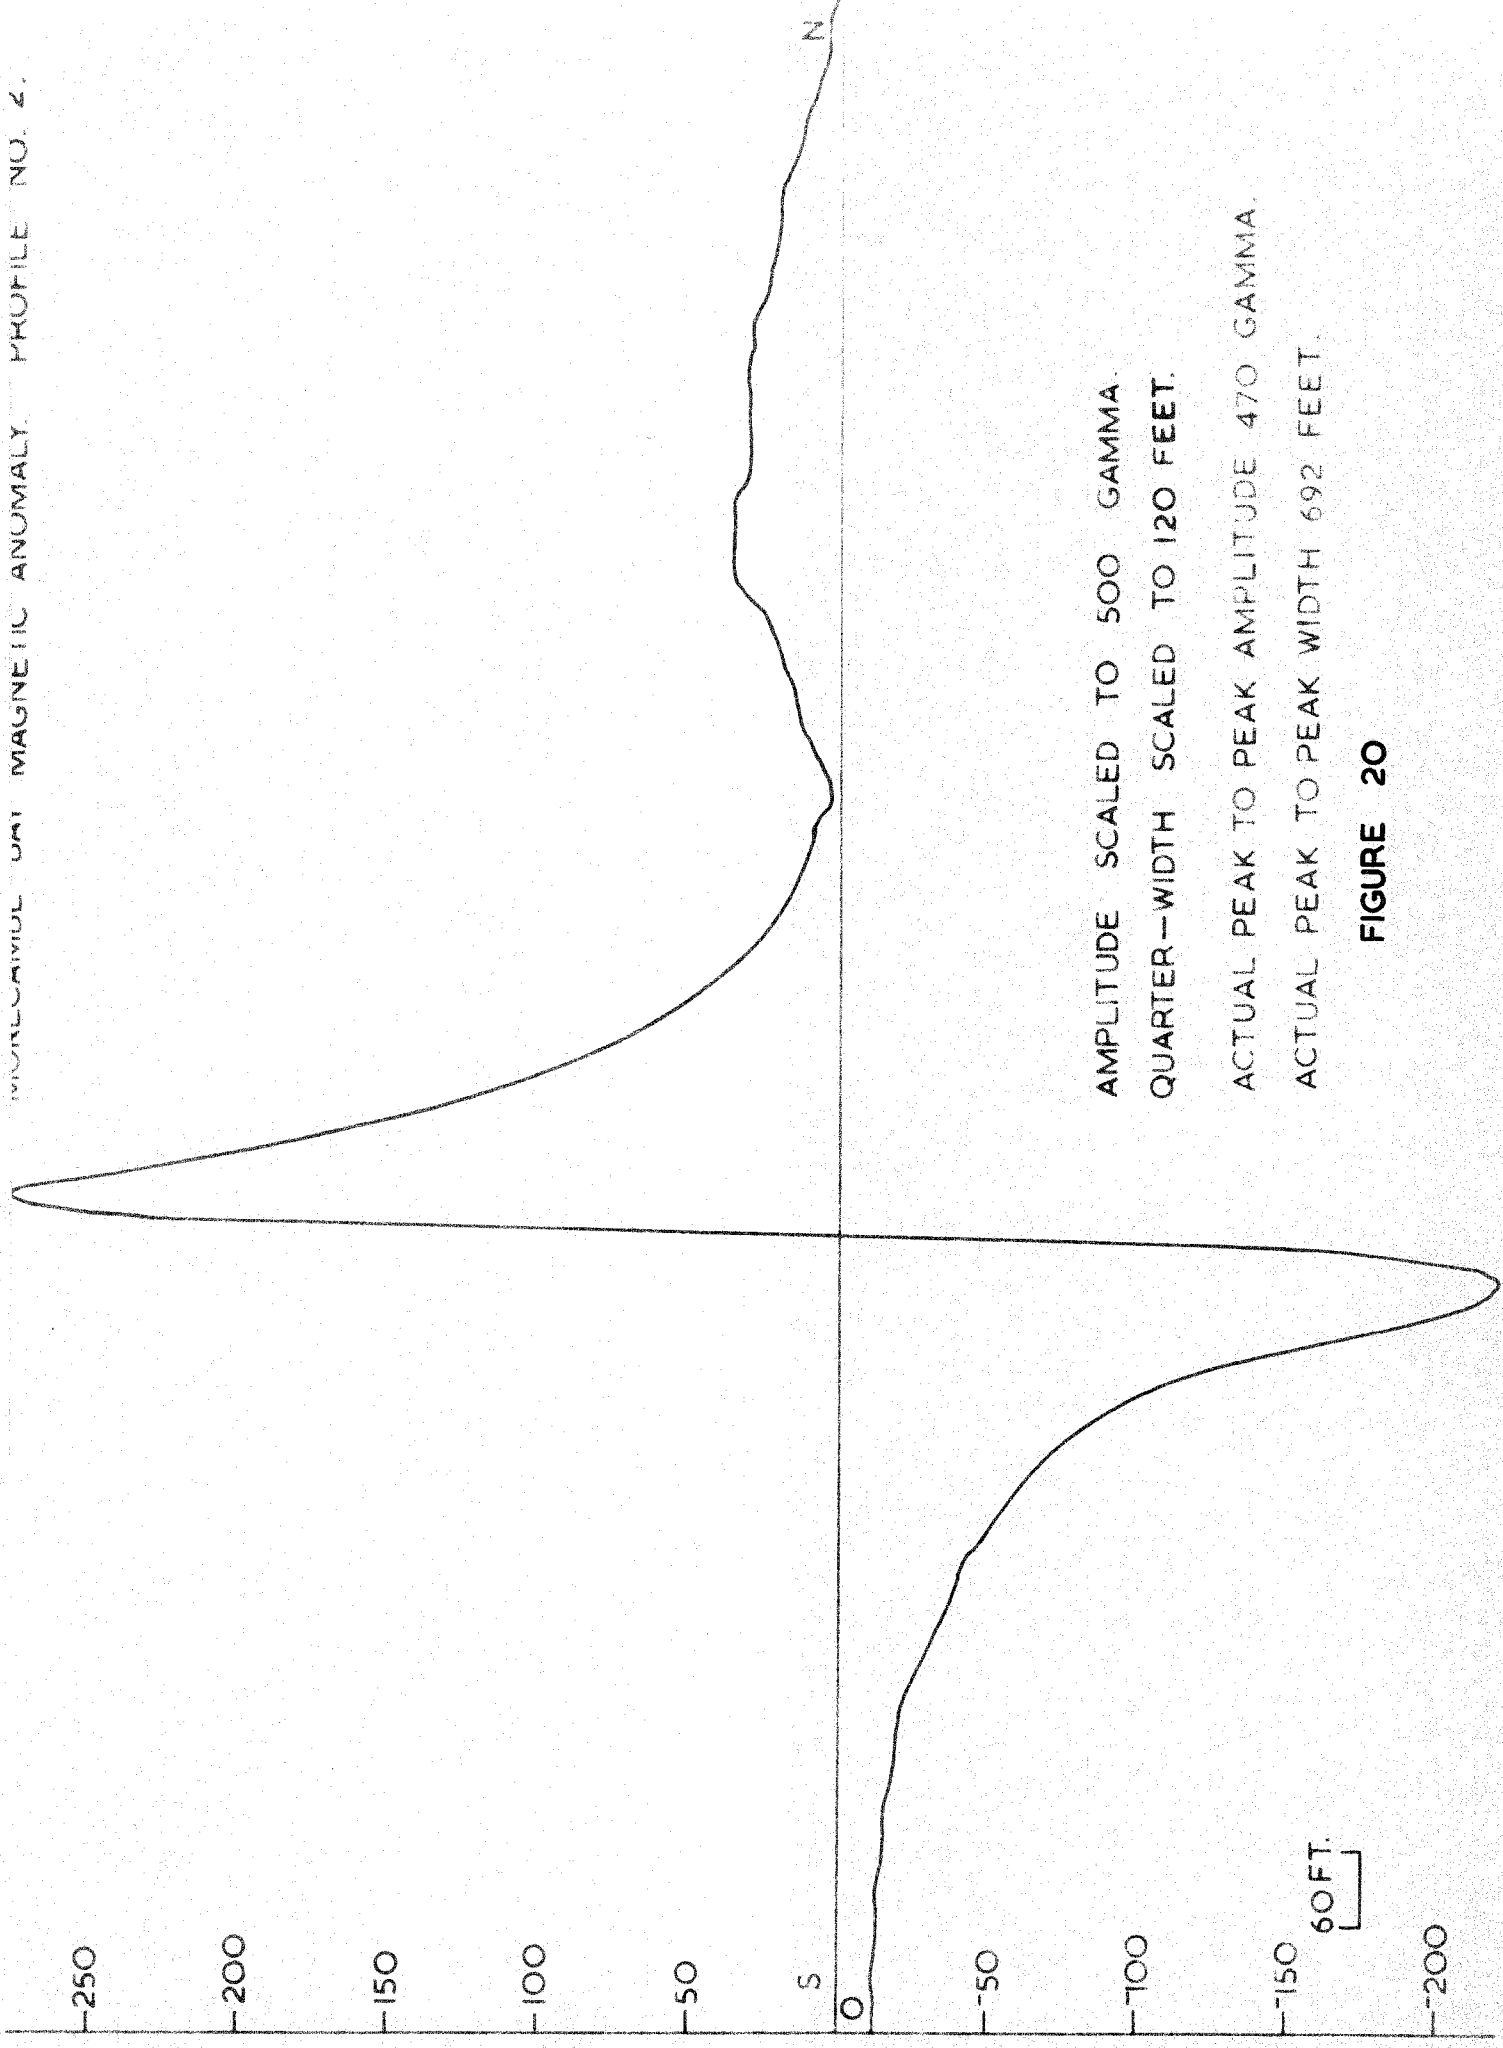 MORECAMBE BAY MAGNETIC ANOMALY. PROFILE NO. 2.
250
200
150
100
50
S
N
O
-50
-100
-150
-200
60 FT.
AMPLITUDE SCALED TO 500 GAMMA.
QUARTER-WIDTH SCALED TO 120 FEET.
ACTUAL PEAK TO PEAK AMPLITUDE 470 GAMMA.
ACTUAL PEAK TO PEAK WIDTH 692 FEET.
FIGURE 20